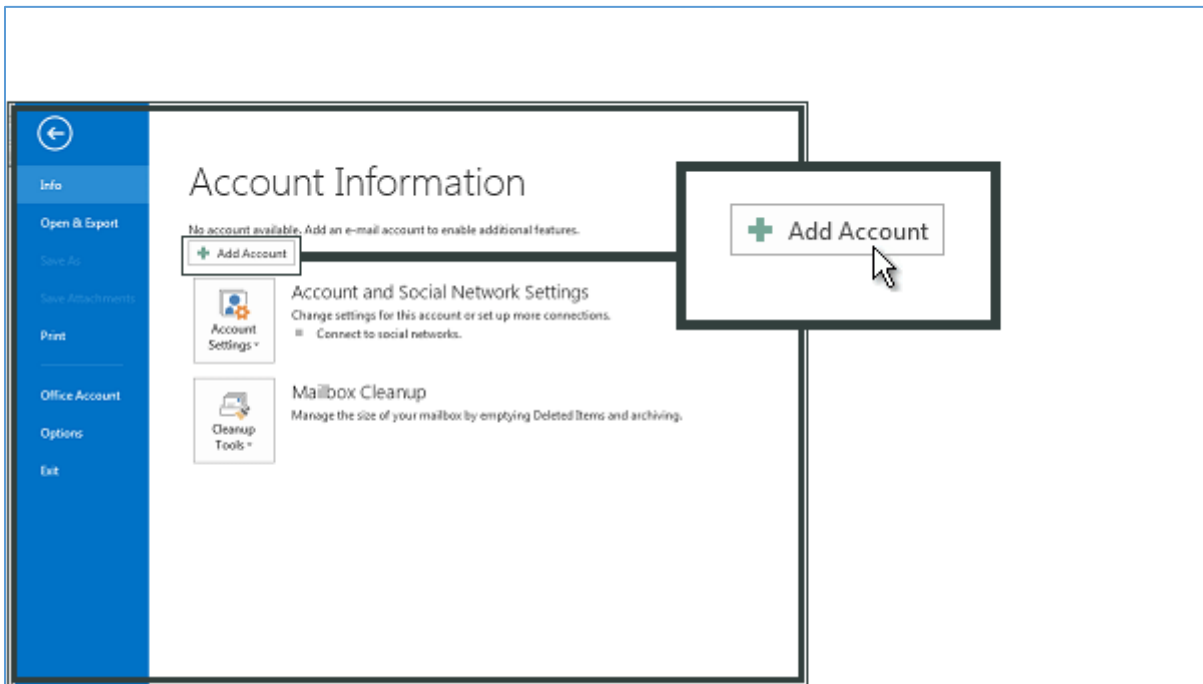 Info
Open & Export
Save As
Save Attachments
Print
Office Account
Options
Exit
Account Information
No account available. Add an e-mail account to enable additional features.
Add Account
Account
Settings
Account and Social Network Settings
Change settings for this account or set up more connections.
Connect to social networks.
Cleanup
Tools
Mailbox Cleanup
Manage the size of your mailbox by emptying Deleted Items and archiving.
Add Account